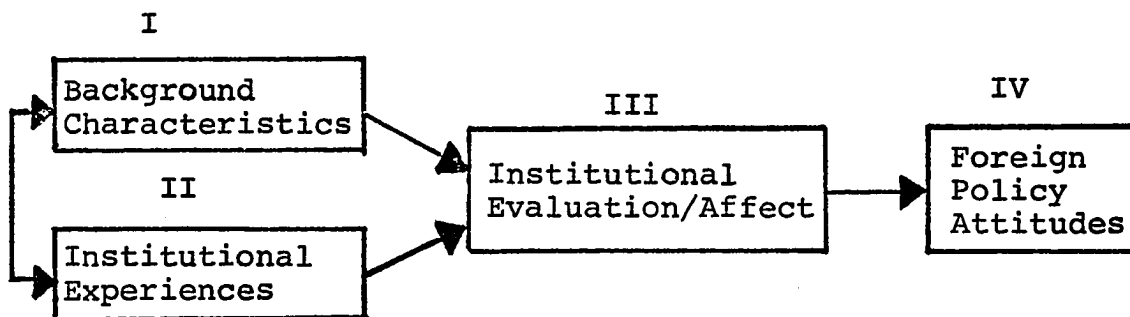 I
Background
Characteristics
II
Institutional
Experiences
III
Institutional
Evaluation/Affect
IV
Foreign
Policy
Attitudes